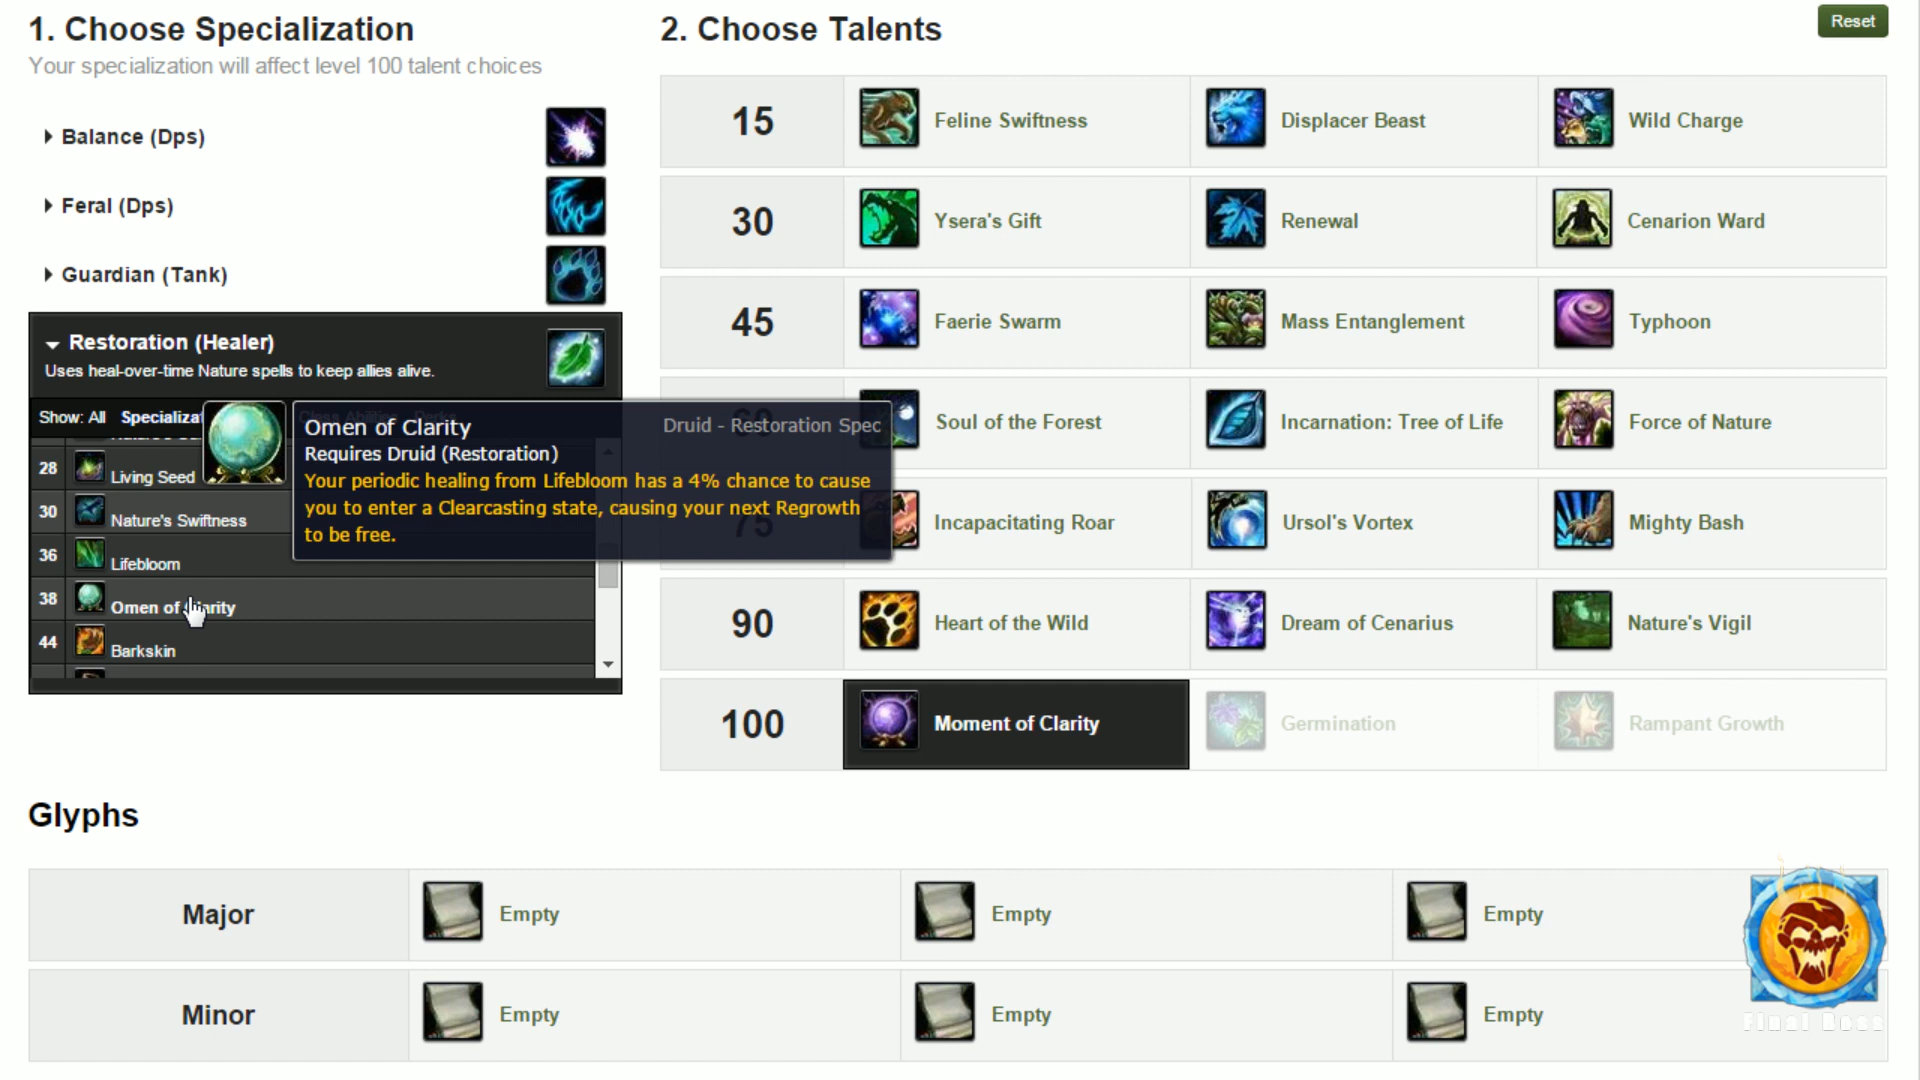 1. Choose Specialization
Your specialization will affect level 100 talent choices
Balance (Dps)
Feral (Dps)
Guardian (Tank)
Restoration (Healer)
Uses heal-over-time Nature spells to keep allies alive.
Show: All
28 Living Seed
30 Nature's Swiftness
36 Lifebloom
38 Omen of
44 Barkskin
Omen of Clarity
Druid - Restoration Spec
Requires Druid (Restoration)
Your periodic healing from Lifebloom has a 4% chance to cause
you to enter a Clearcasting state, causing your next Regrowth
to be free.
2. Choose Talents
Reset
15 Feline Swiftness Displacer Beast Wild Charge
30 Ysera's Gift Renewal Cenarion Ward
45 Faerie Swarm Mass Entanglement Typhoon
60 Soul of the Forest Incarnation: Tree of Life Force of Nature
75 Incapacitating Roar Ursol's Vortex Mighty Bash
90 Heart of the Wild Dream of Cenarius Nature's Vigil
100 Moment of Clarity Germination Rampant Growth
Glyphs
Major Empty Empty Empty
Minor Empty Empty Empty
Final Boss